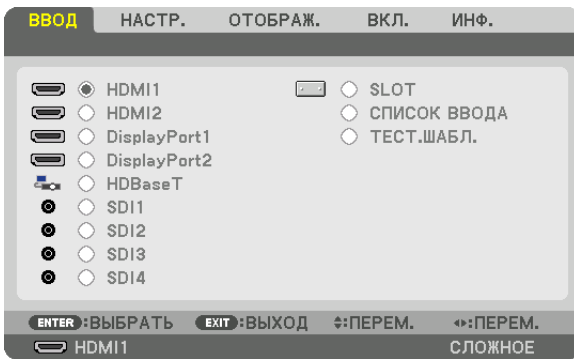 ВВОД НАСТР. ОТОБРАЖ. ВКЛ. ИНФ.
HDMI1
HDMI2
DisplayPort1
DisplayPort2
HDBaseT
SDI1
SDI2
SDI3
SDI4
SLOT
СПИСОК ВВОДА
ТЕСТ.ШАБЛ.
ENTER:ВЫБРАТЬ EXIT:ВЫХОД :ПЕРЕМ. :ПЕРЕМ.
HDMI1 СЛОЖНОЕ